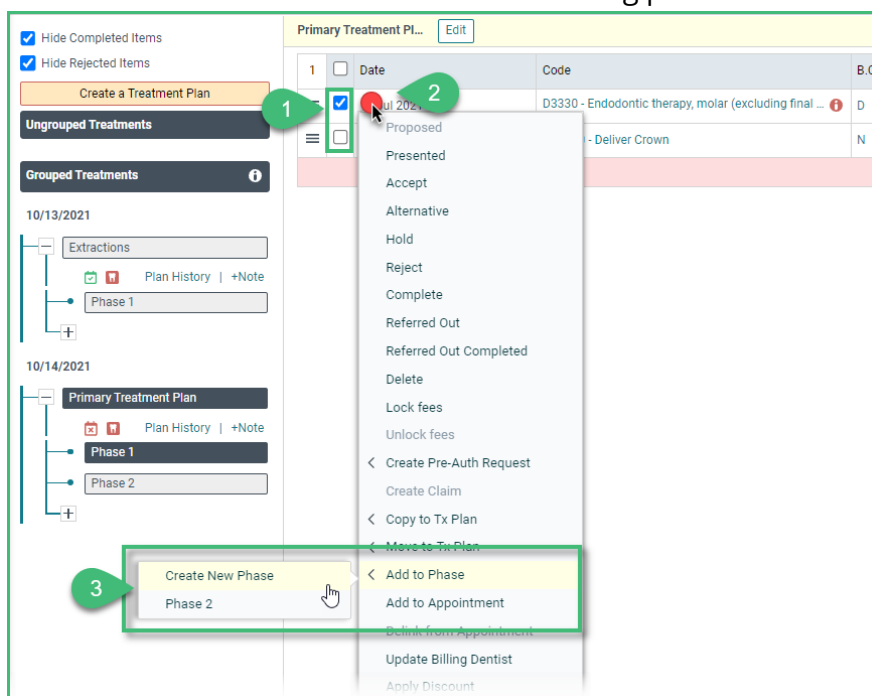 Hide Completed Items
Hide Rejected Items
Create a Treatment Plan
Ungrouped Treatments
Grouped Treatments
10/13/2021
Extractions
Plan History | +Note
Phase 1
10/14/2021
Primary Treatment Plan
Plan History | +Note
Phase 1
Phase 2
Primary Treatment Pl... Edit
1 Date Code B.
1 2 2021 D3330 - Endodontic therapy, molar (excluding final ... D
- Deliver Crown N
Proposed
Presented
Accept
Alternative
Hold
Reject
Complete
Referred Out
Referred Out Completed
Delete
Lock fees
Unlock fees
Create Pre-Auth Request
Create Claim
Copy to Tx Plan
Move to Tx Plan
Add to Phase
3 Create New Phase
Phase 2
Add to Appointment
Delink from Appointment
Update Billing Dentist
Apply Discount